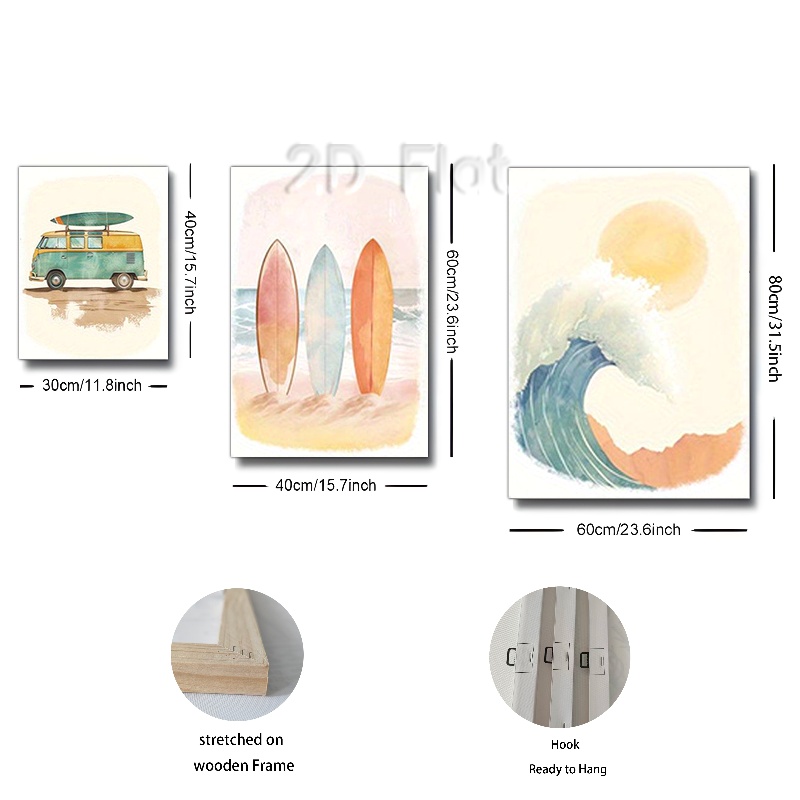 2D Flat
40cm/15.7inch
30cm/11.8inch
60cm/23.6inch
40cm/15.7inch
80cm/31.5inch
60cm/23.6inch
stretched on
wooden Frame
Hook
Ready to Hang